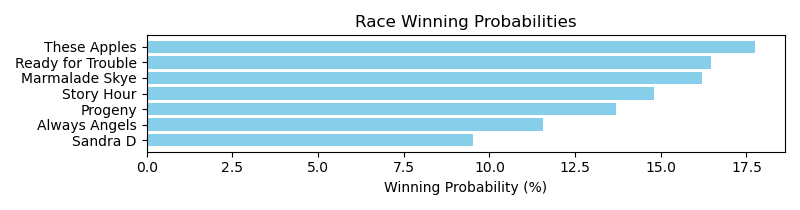 Race Winning Probabilities
These Apples
Ready for Trouble
Marmalade Skye
Story Hour
Progeny
Always Angels
Sandra D
0.0 2.5 5.0 7.5 10.0 12.5 15.0 17.5
Winning Probability (%)